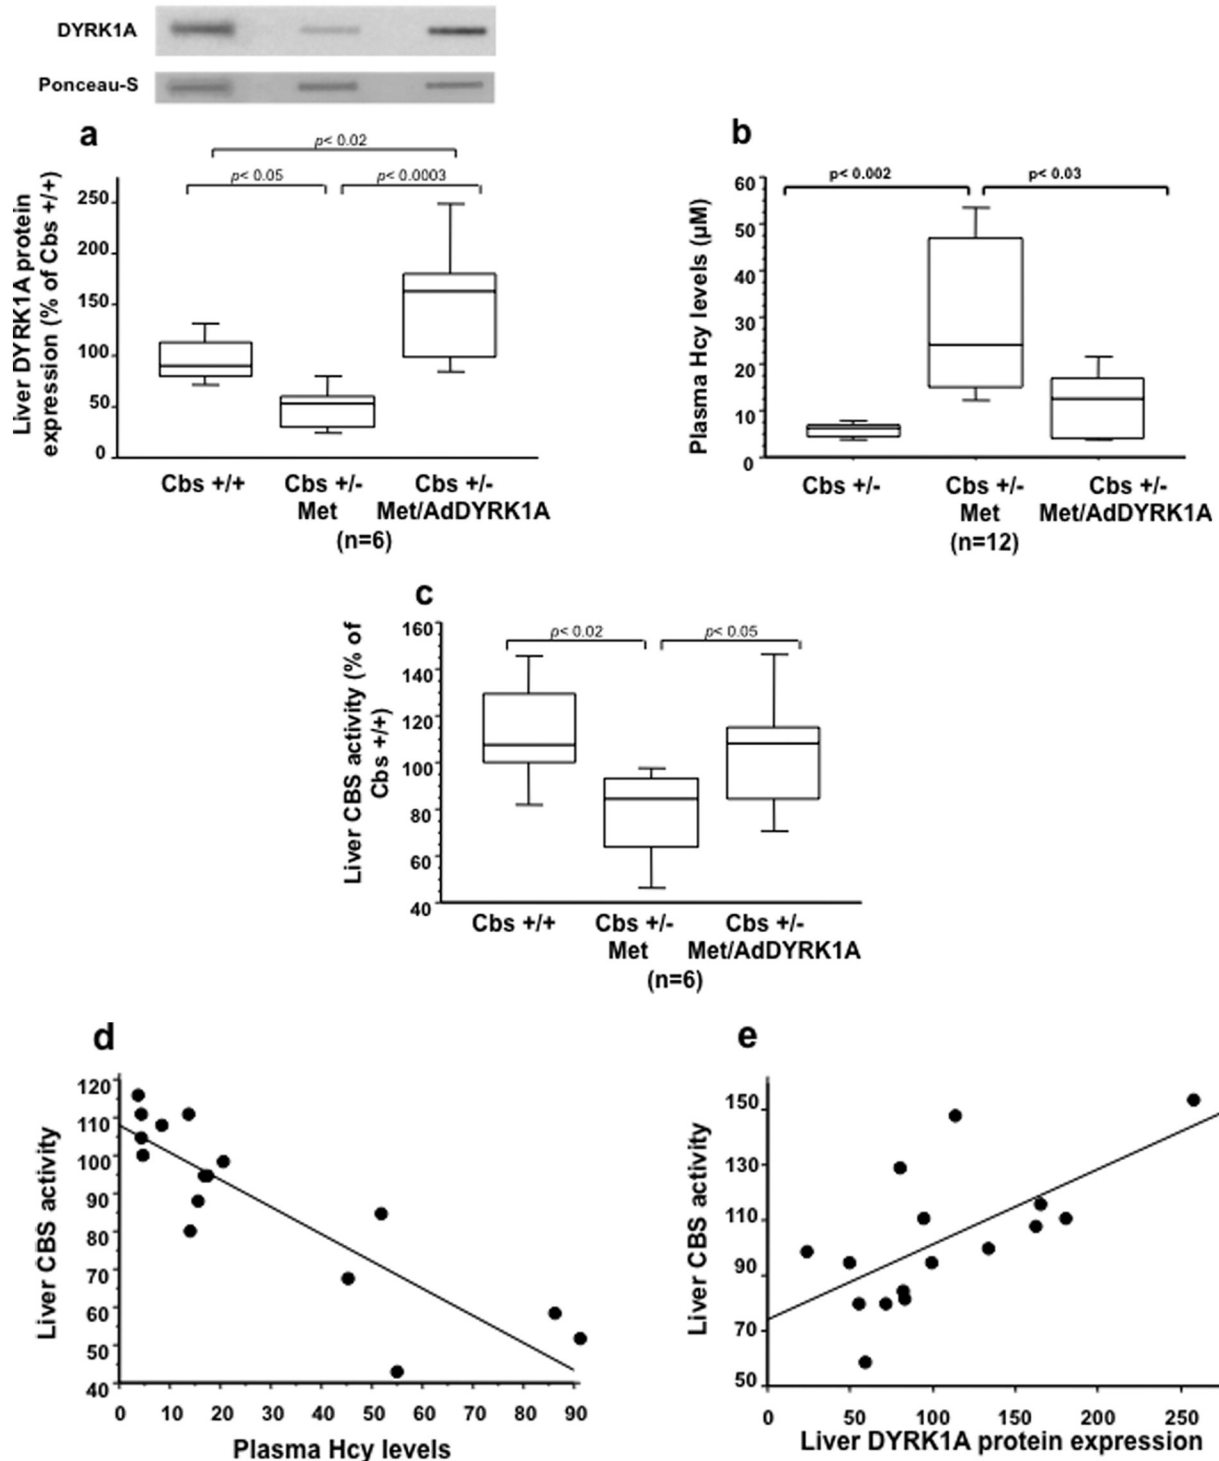 DYRK1A
Ponceau-S
a
p< 0.02
p< 0.05
p< 0.0003
Liver DYRK1A protein
expression (% of Cbs +/+)
250
200
150
100
50
0
Cbs +/+
Cbs +/-
Met
Cbs +/-
Met/AdDYRK1A
(n=6)
b
p< 0.002
p< 0.03
Plasma Hcy levels (µM)
60
50
40
30
20
10
0
Cbs +/-
Cbs +/-
Met
Cbs +/-
Met/AdDYRK1A
(n=12)
c
p< 0.02
p< 0.05
Liver CBS activity (% of
Cbs +/+)
160
140
120
100
80
60
40
Cbs +/+
Cbs +/-
Met
Cbs +/-
Met/AdDYRK1A
(n=6)
d
Liver CBS activity
120
110
100
90
80
70
60
50
40
0 10 20 30 40 50 60 70 80 90
Plasma Hcy levels
e
Liver CBS activity
150
130
110
90
70
50
0 50 100 150 200 250
Liver DYRK1A protein expression